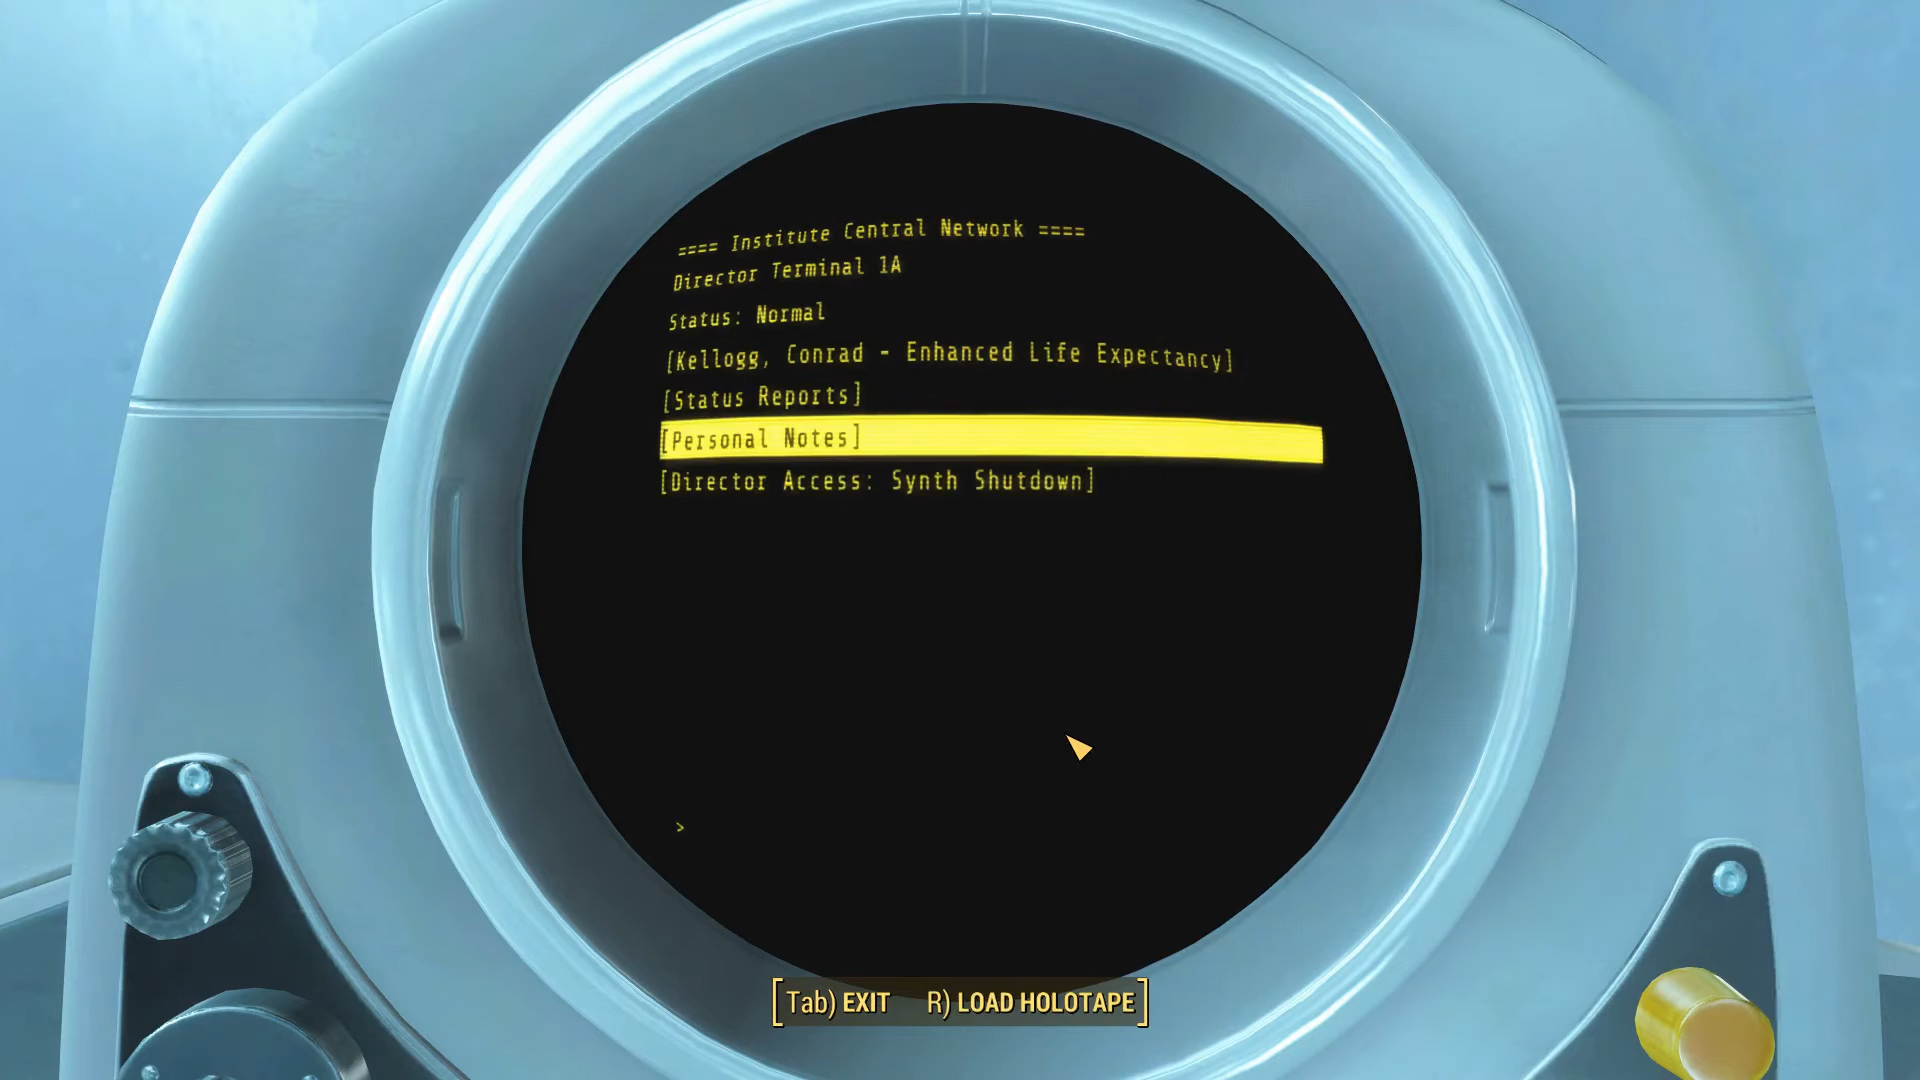 ==== Institute Central Network ====
Director Terminal 1A
Status: Normal
[Kellogg, Conrad - Enhanced Life Expectancy]
[Status Reports]
[Personal Notes]
[Director Access: Synth Shutdown]
>
[Tab) EXIT R) LOAD HOLOTAPE]